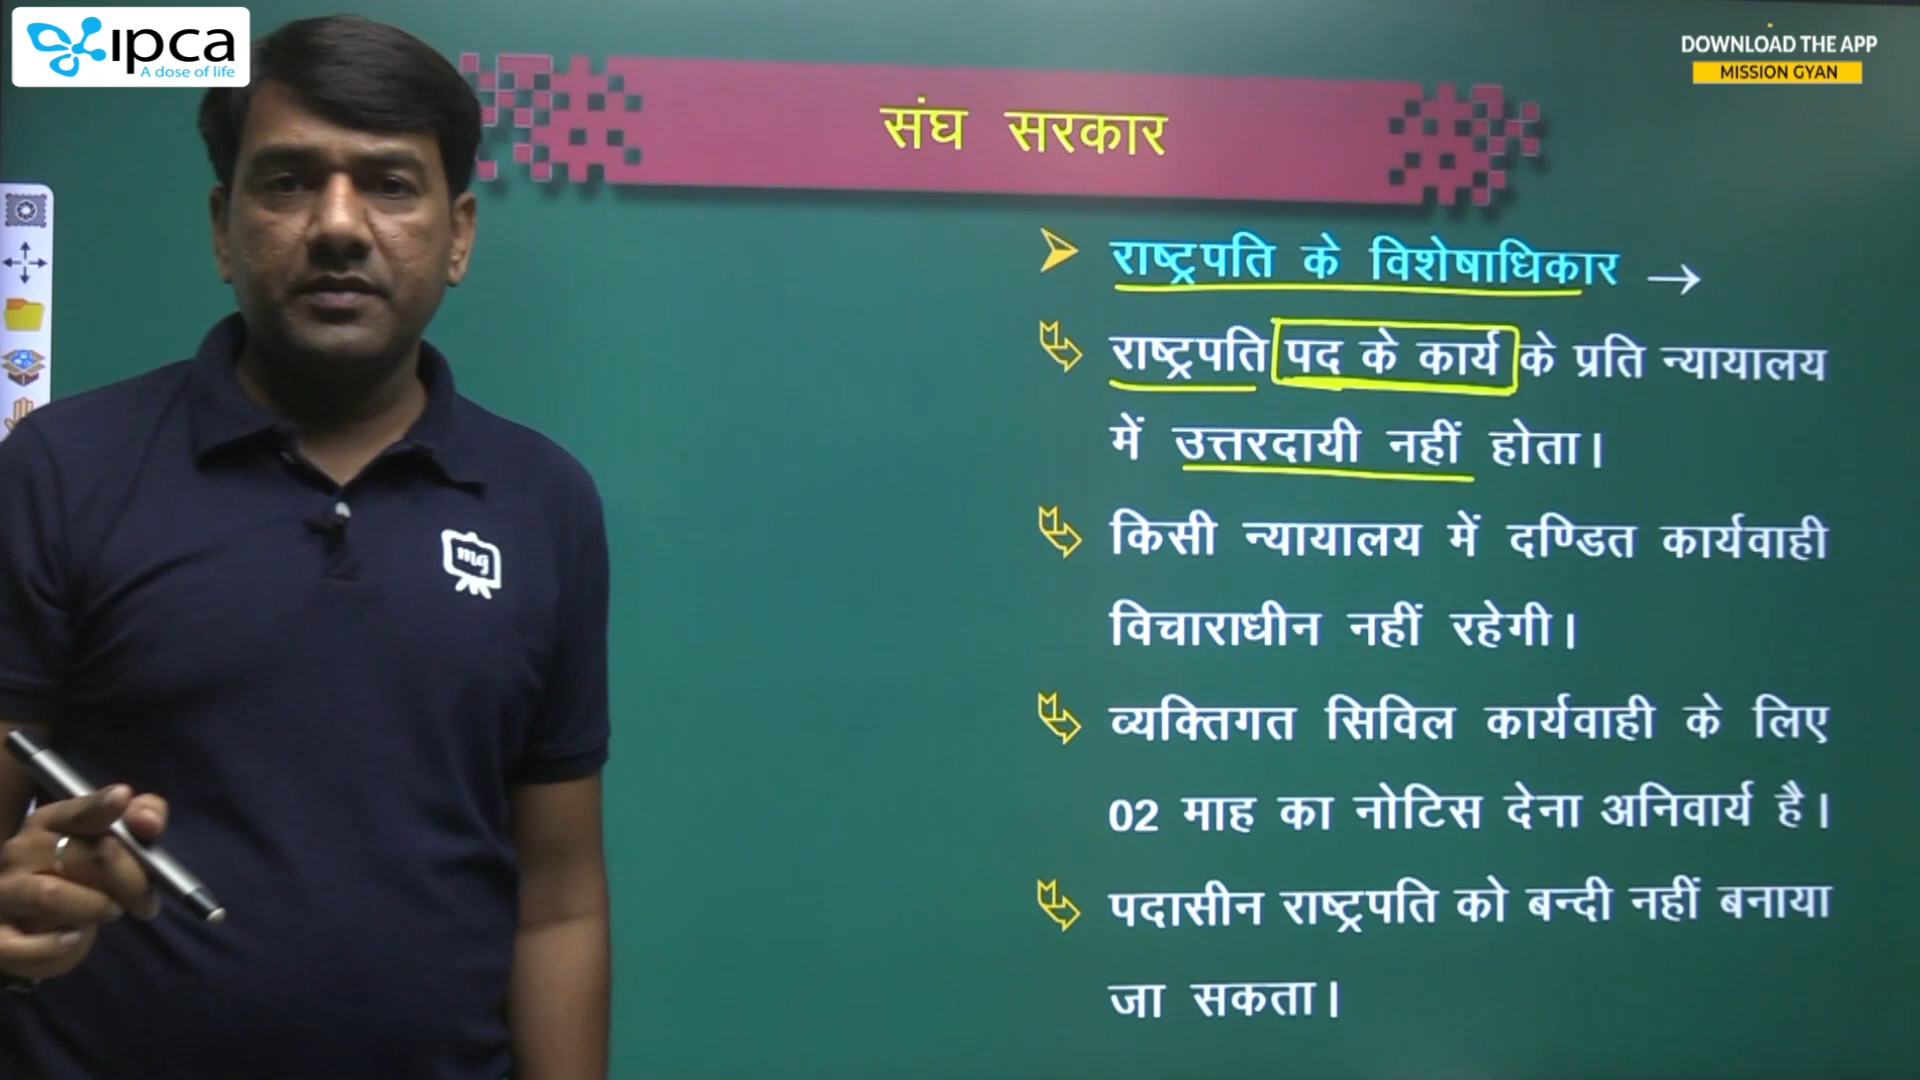 ipca
A dose of life
DOWNLOAD THE APP
MISSION GYAN
संघ सरकार
राष्ट्रपति के विशेषाधिकार →
राष्ट्रपति पद के कार्य के प्रति न्यायालय
में उत्तरदायी नहीं होता।
किसी न्यायालय में दण्डित कार्यवाही
विचाराधीन नहीं रहेगी।
व्यक्तिगत सिविल कार्यवाही के लिए
02 माह का नोटिस देना अनिवार्य है।
पदासीन राष्ट्रपति को बन्दी नहीं बनाया
जा सकता।
mg